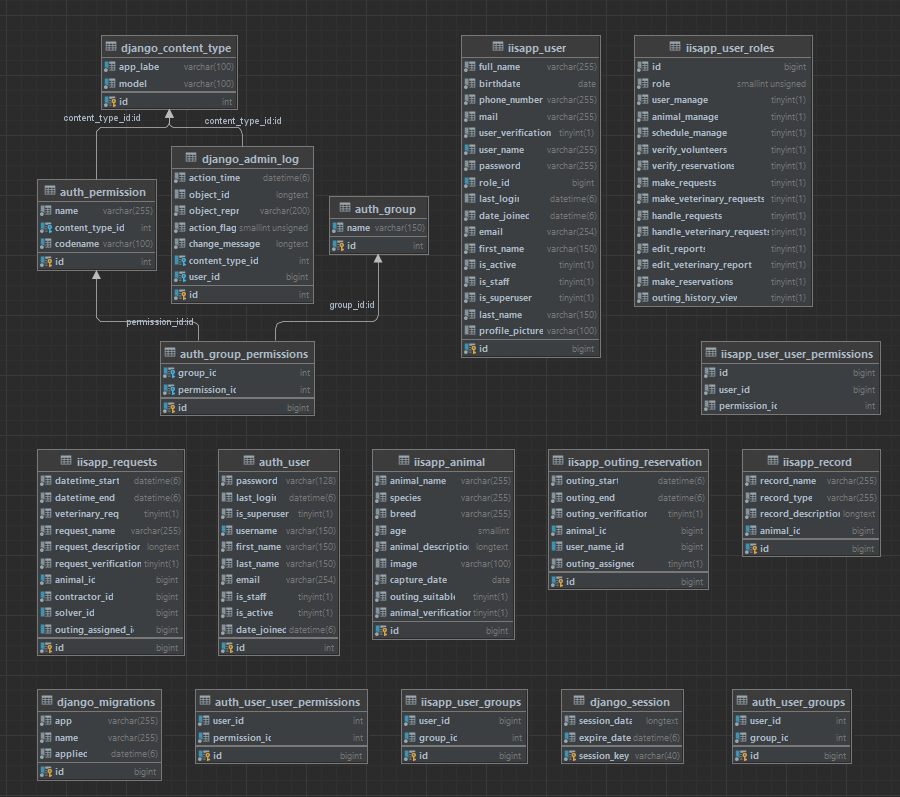 django_content_type
app_labe varchar(100)
model varchar(100)
id int
content_type_id:id
content_type_id:id
django_admin_log
action_time datetime(6)
object_id longtext
object_repr varchar(200)
action_flag smallint unsigned
change_message longtext
content_type_id int
user_id bigint
id int
auth_permission
name varchar(255)
content_type_id int
codename varchar(100)
id int
auth_group
name varchar(150)
id int
permission_id:id
group_id:id
auth_group_permissions
group_ic int
permission_ic int
id bigint
iisapp_user
full_name varchar(255)
birthdate date
phone_number varchar(255)
mail varchar(255)
user_verification tinyint(1)
user_name varchar(255)
password varchar(255)
role_id bigint
last_login datetime(6)
date_joined datetime(6)
email varchar(254)
first_name varchar(150)
is_active tinyint(1)
is_staff tinyint(1)
is_superuser tinyint(1)
last_name varchar(150)
profile_picture varchar(100)
id bigint
iisapp_user_roles
id bigint
role smallint unsigned
user_manage tinyint(1)
animal_manage tinyint(1)
schedule_manage tinyint(1)
verify_volunteers tinyint(1)
verify_reservations tinyint(1)
make_requests tinyint(1)
make_veterinary_requests tinyint(1)
handle_requests tinyint(1)
handle_veterinary_requests tinyint(1)
edit_reports tinyint(1)
edit_veterinary_report tinyint(1)
make_reservations tinyint(1)
outing_history_view tinyint(1)
iisapp_user_user_permissions
id bigint
user_id bigint
permission_ic int
iisapp_requests
datetime_start datetime(6)
datetime_end datetime(6)
veterinary_req tinyint(1)
request_name varchar(255)
request_description longtext
request_verification tinyint(1)
animal_ic bigint
contractor_id bigint
solver_id bigint
outing_assigned_i bigint
id bigint
auth_user
password varchar(128)
last_login datetime(6)
is_superuser tinyint(1)
username varchar(150)
first_name varchar(150)
last_name varchar(150)
email varchar(254)
is_staff tinyint(1)
is_active tinyint(1)
date_joined datetime(6)
id int
iisapp_animal
animal_name varchar(255)
species varchar(255)
breed varchar(255)
age smallint
animal_description longtext
image varchar(100)
capture_date date
outing_suitable tinyint(1)
animal_verification tinyint(1)
id bigint
iisapp_outing_reservation
outing_start datetime(6)
outing_end datetime(6)
outing_verification tinyint(1)
animal_ic bigint
user_name_id bigint
outing_assigned tinyint(1)
id bigint
iisapp_record
record_name varchar(255)
record_type varchar(255)
record_description longtext
animal_ic bigint
id bigint
django_migrations
app varchar(255)
name varchar(255)
appliec datetime(6)
id bigint
auth_user_user_permissions
user_id int
permission_ic int
id bigint
iisapp_user_groups
user_id bigint
group_ic int
id bigint
django_session
session_data longtext
expire_date datetime(6)
session_key varchar(40)
auth_user_groups
user_id int
group_ic int
id bigint